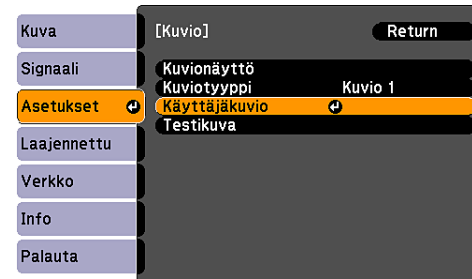 Kuva
Signaali
Asetukset
Laajennettu
Verkko
Info
Palauta
[Kuvio] Return
Kuvionäyttö
Kuviotyyppi Kuvio 1
Käyttäjäkuvio
Testikuva